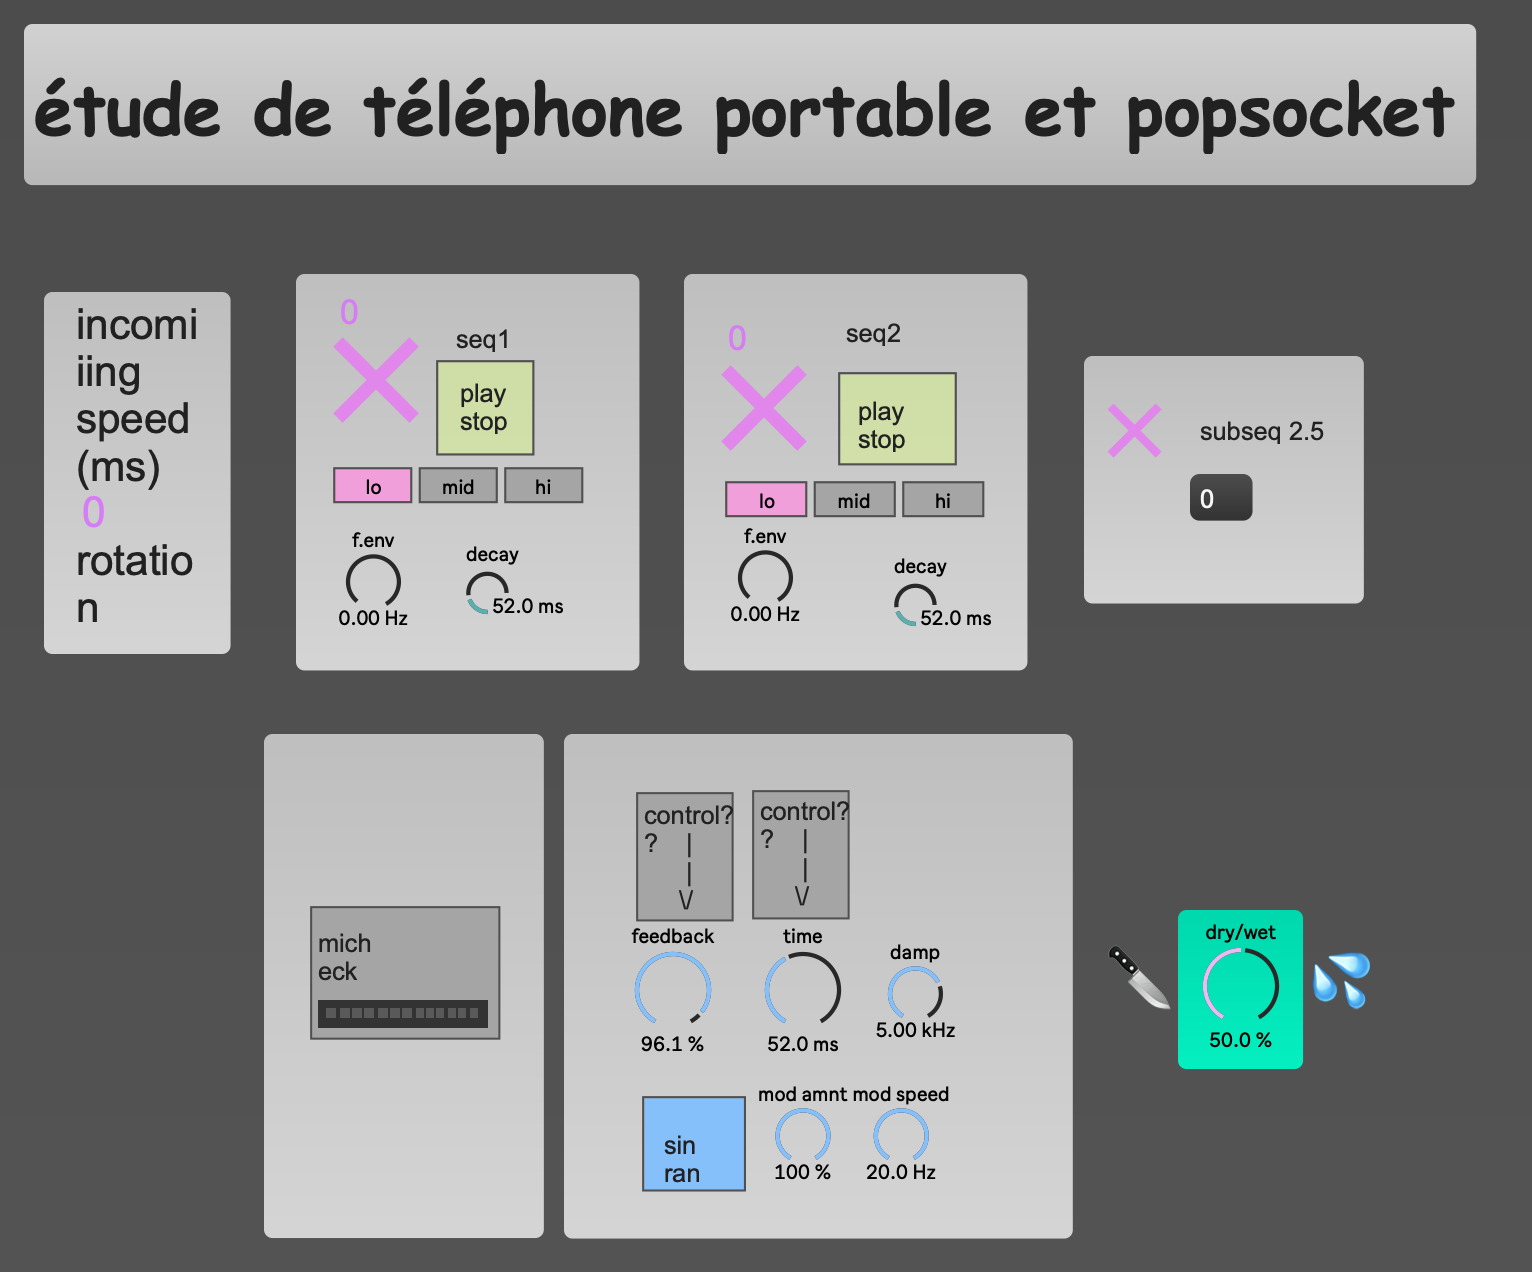 étude de téléphone portable et popsocket
incomi
iing
speed
(ms)
0
rotatio
n
0
seq1
play
stop
lo mid hi
f.env
decay
0.00 Hz
52.0 ms
0
seq2
play
stop
lo mid hi
f.env
decay
0.00 Hz
52.0 ms
subseq 2.5
0
mich
eck
control?
? |
|
\/
control?
? |
|
\/
feedback
96.1 %
time
52.0 ms
damp
5.00 kHz
sin
ran
mod amnt mod speed
100 % 20.0 Hz
dry/wet
50.0 %